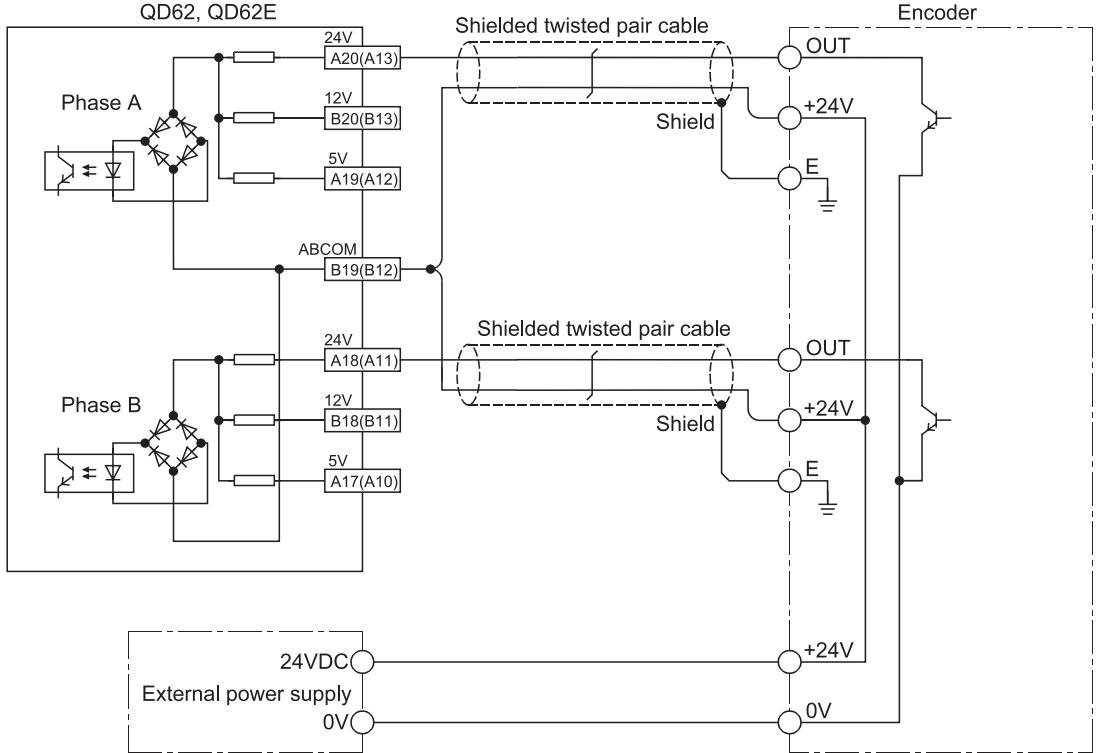 QD62, QD62E
Encoder
Shielded twisted pair cable
24V
A20(A13)
OUT
Phase A
12V
B20(B13)
+24V
Shield
5V
A19(A12)
E
ABCOM
B19(B12)
Shielded twisted pair cable
24V
A18(A11)
OUT
Phase B
12V
B18(B11)
+24V
Shield
5V
A17(A10)
E
24VDC
+24V
External power supply
0V
0V